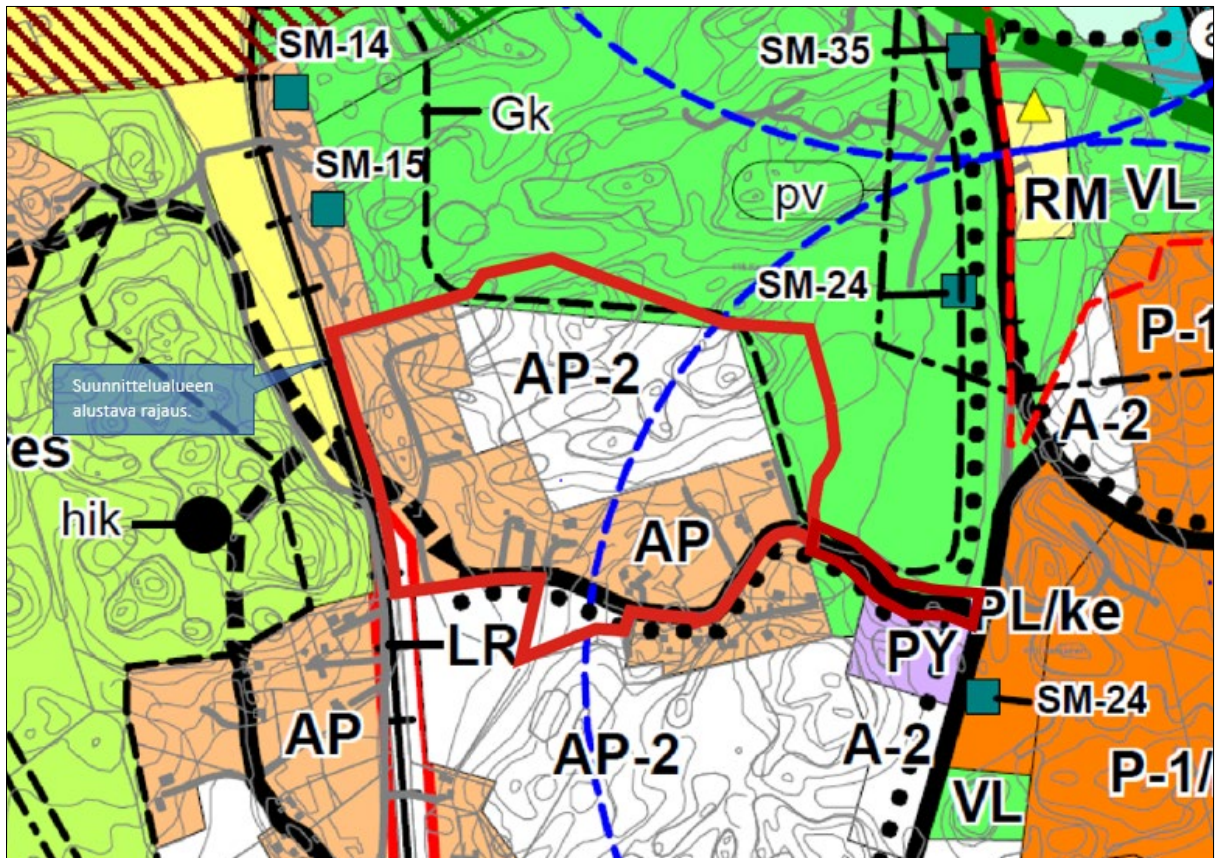 SM-14
SM-35
Gk
SM-15
pv
RM
VL
SM-24
P-1
AP-2
Suunnittelualueen
alustava rajaus.
A-2
es
hik
AP
PL/ke
LR
PY
SM-24
AP
AP-2
A-2
P-1/
VL